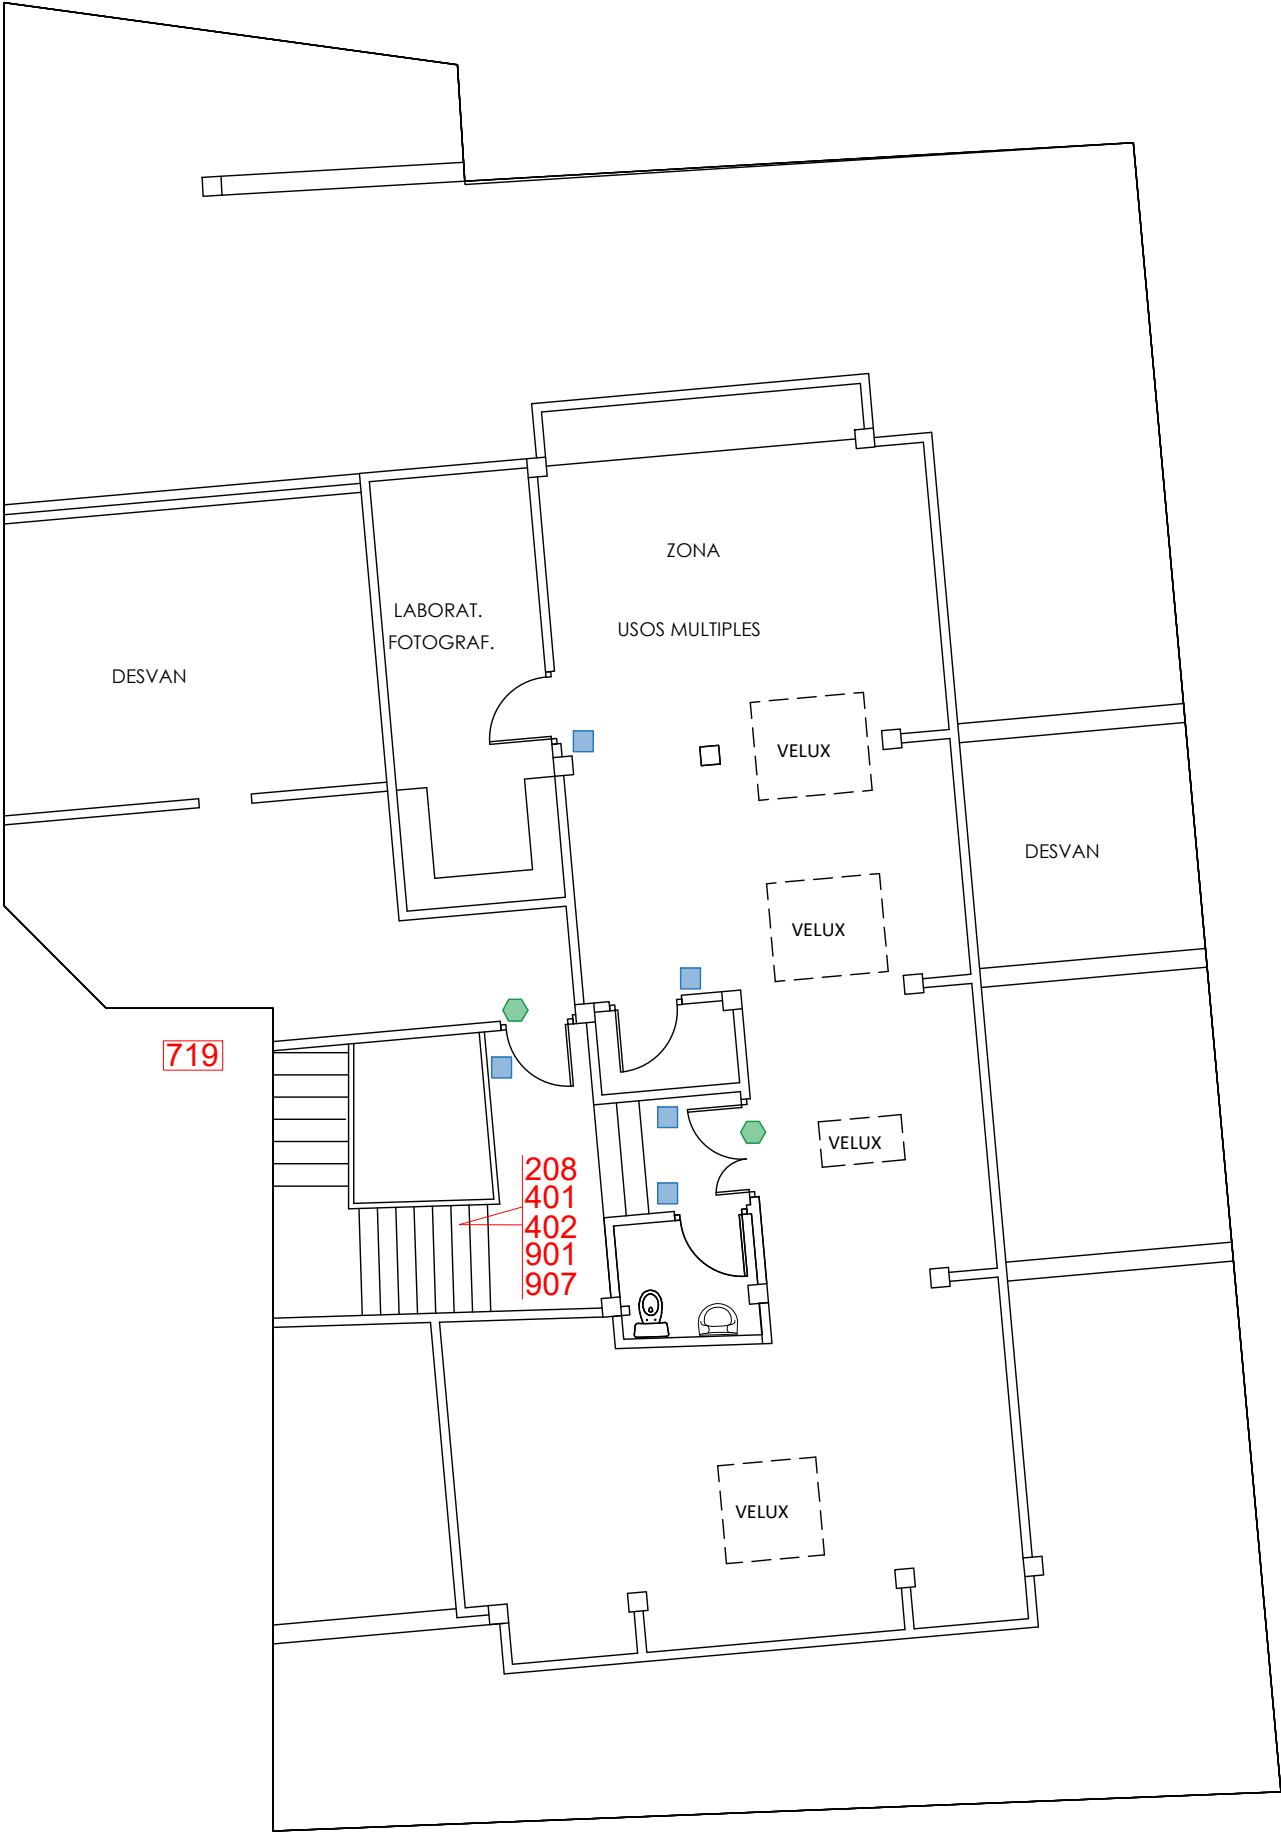 ZONA
LABORAT.
FOTOGRAF.
USOS MULTIPLES
DESVAN
VELUX
DESVAN
VELUX
719
VELUX
208
401
402
901
907
VELUX